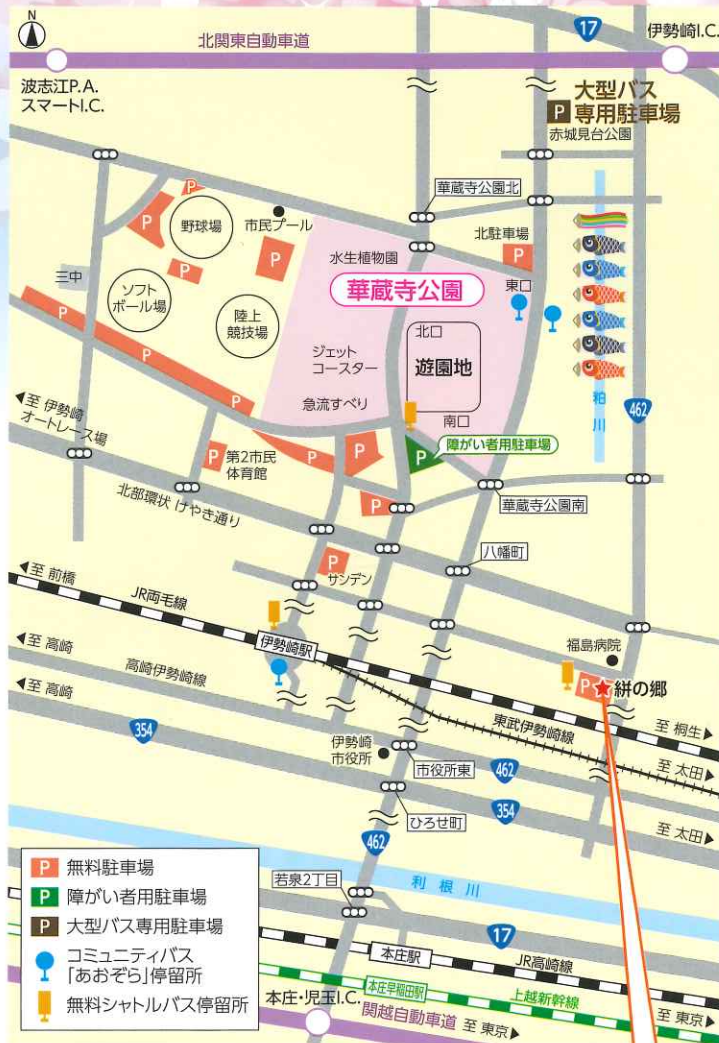 N
北関東自動車道
17
伊勢崎I.C.
波志江P.A.
スマートI.C.
大型バス
P 専用駐車場
赤城見台公園
華蔵寺公園北
P
P
野球場
市民プール
北駐車場
P
水生植物園
P
P
東口
華蔵寺公園
三中
ソフト
ボール場
P
陸上
競技場
北口
遊園地
ジェット
コースター
P
粕川
462
急流すべり
南口
◀至 伊勢崎
オートレース場
P
P
障がい者用駐車場
P
P
P
第2市民
体育館
P
華蔵寺公園南
北部環状 けやき通り
八幡町
P
サンデン
◀至 前橋
JR両毛線
福島病院
◀至 高崎
伊勢崎駅
P
絣の郷
高崎伊勢崎線
◀至 高崎
東武伊勢崎線
至 桐生▶
354
伊勢崎
市役所
至 太田▶
市役所東
462
354
ひろせ町
至 太田▶
462
P 無料駐車場
P 障がい者用駐車場
P 大型バス専用駐車場
コミュニティバス
「あおぞら」停留所
無料シャトルバス停留所
若泉2丁目
利根川
17
本庄駅
JR高崎線
本庄早稲田駅
上越新幹線
本庄・児玉I.C.
至 東京▶
関越自動車道 至 東京▶